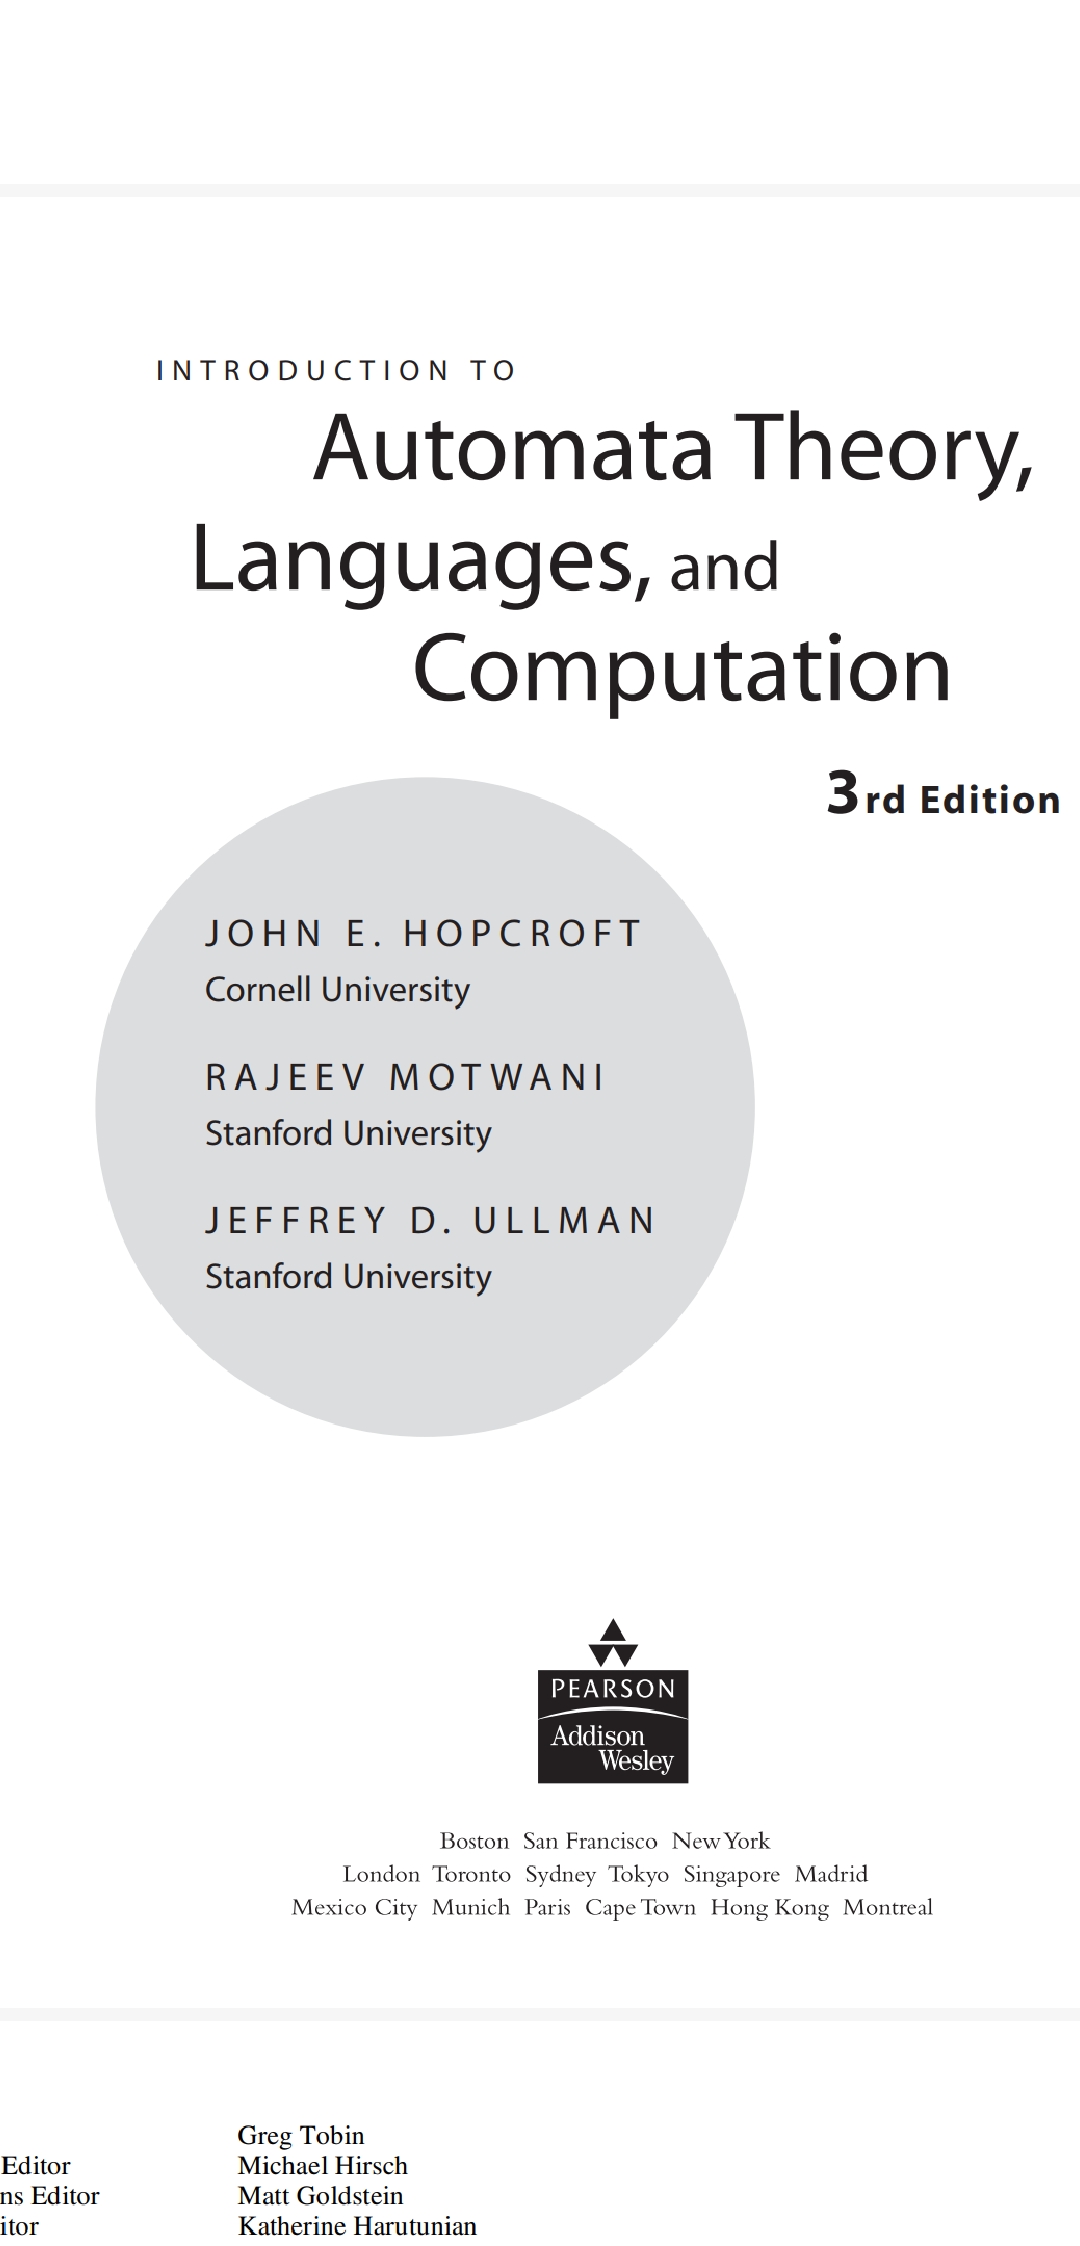 INTRODUCTION TO
Automata Theory,
Languages, and
Computation
3rd Edition
JOHN E. HOPCROFT
Cornell University
RAJEEV MOTWANI
Stanford University
JEFFREY D. ULLMAN
Stanford University
PEARSON
Addison
Wesley
Boston San Francisco New York
London Toronto Sydney Tokyo Singapore Madrid
Mexico City Munich Paris Cape Town Hong Kong Montreal
Greg Tobin
Editor Michael Hirsch
ns Editor Matt Goldstein
itor Katherine Harutunian